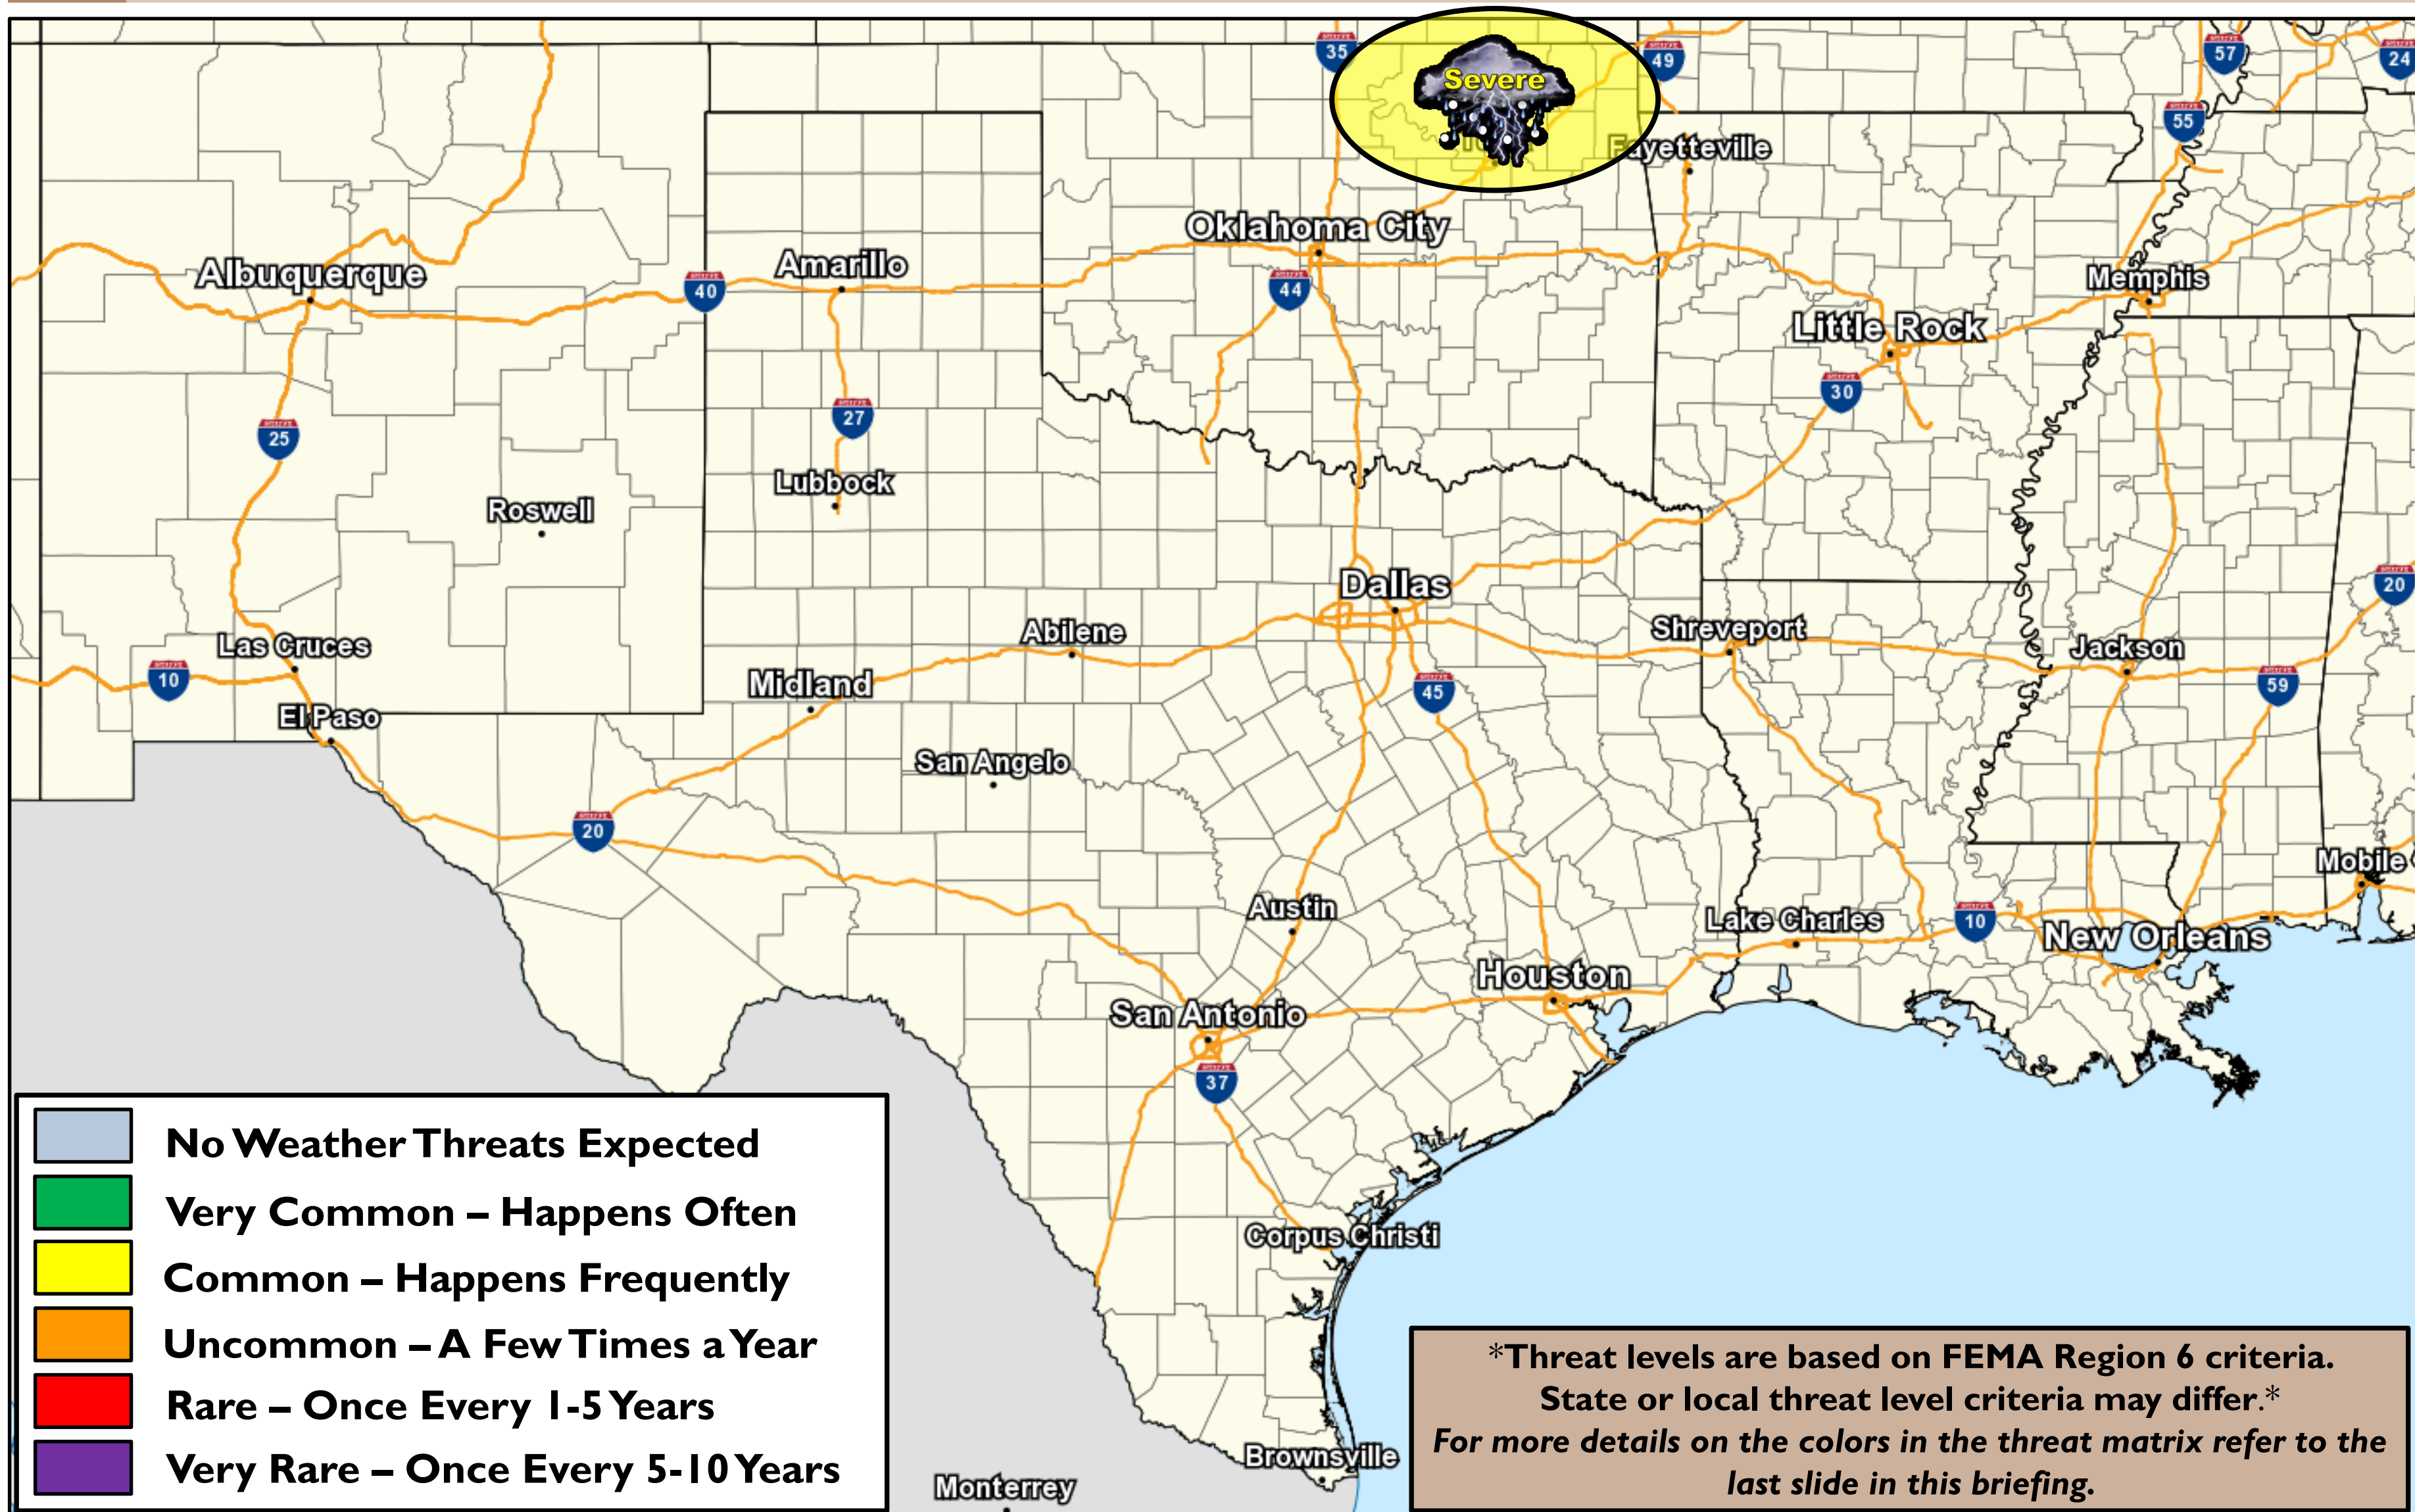 35
49
57
24
Severe
55
Fayetteville
Oklahoma City
Albuquerque
40
Amarillo
44
Memphis
Little Rock
30
25
27
Lubbock
Roswell
Dallas
20
Las Cruces
Abilene
Shreveport
Jackson
10
Midland
45
59
El Paso
San Angelo
20
Mobile
Austin
Lake Charles
10
New Orleans
Houston
San Antonio
37
Corpus Christi
Brownsville
Monterrey
No Weather Threats Expected
Very Common – Happens Often
Common – Happens Frequently
Uncommon – A Few Times a Year
Rare – Once Every 1-5 Years
Very Rare – Once Every 5-10 Years
*Threat levels are based on FEMA Region 6 criteria.
State or local threat level criteria may differ.*
For more details on the colors in the threat matrix refer to the
last slide in this briefing.